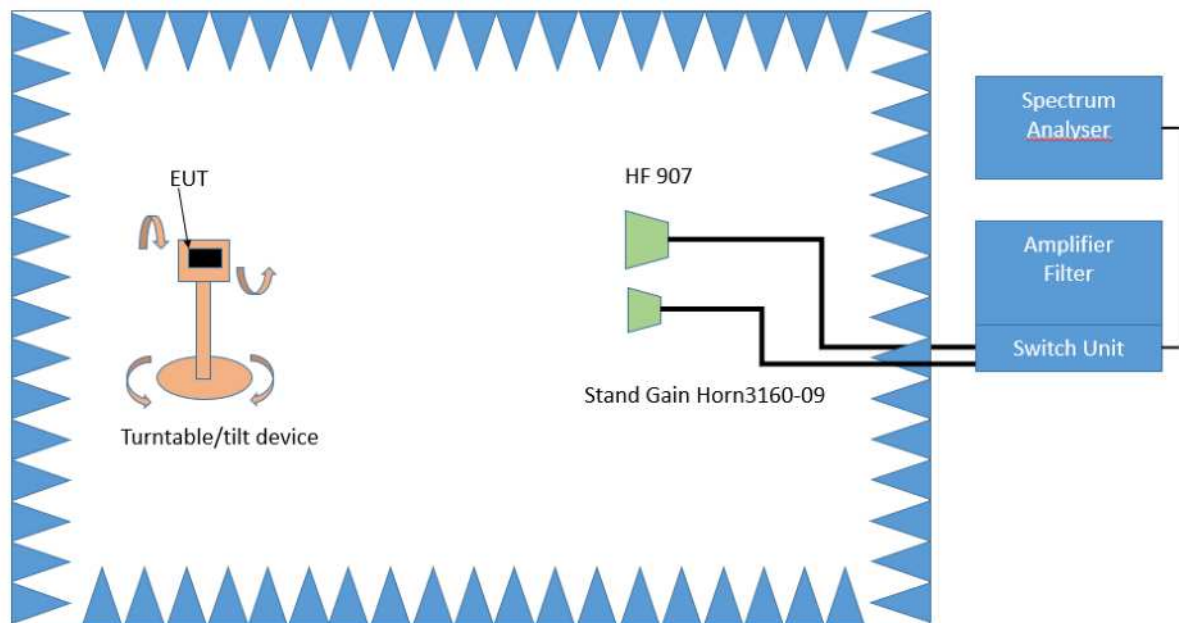 EUT
HF 907
Stand Gain Horn3160-09
Turntable/tilt device
Spectrum
Analyser
Amplifier
Filter
Switch Unit